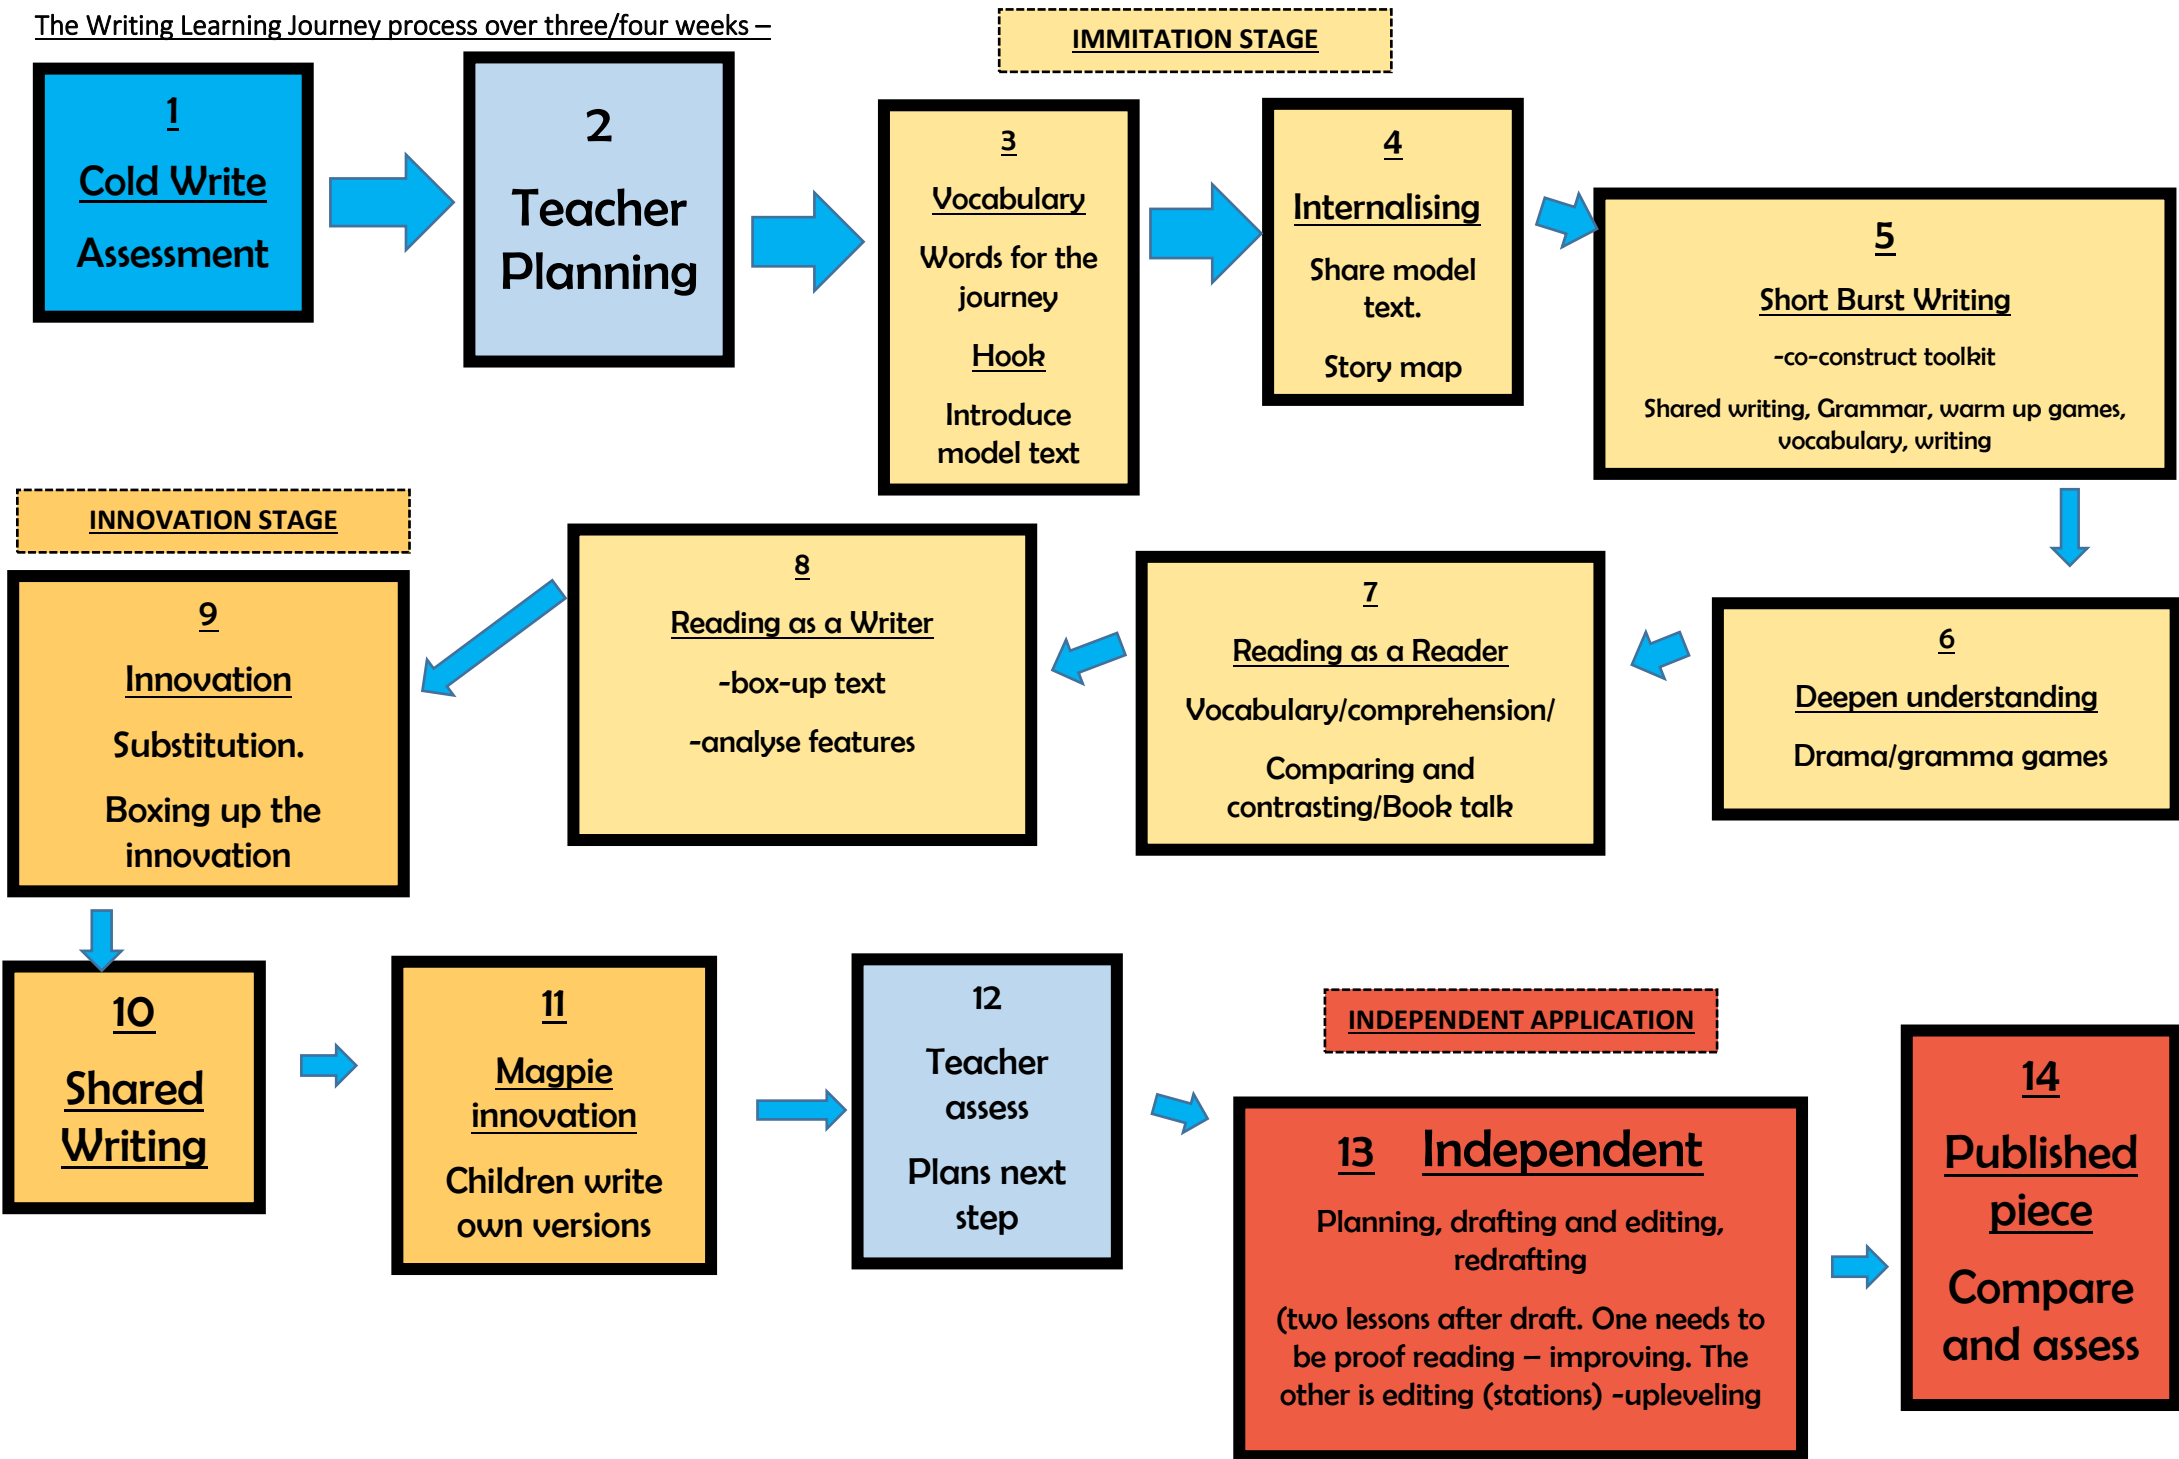 The Writing Learning Journey process over three/four weeks –
IMMITATION STAGE
1
Cold Write
Assessment
2
Teacher
Planning
3
Vocabulary
Words for the
journey
Hook
Introduce
model text
4
Internalising
Share model
text.
Story map
5
Short Burst Writing
-co-construct toolkit
Shared writing, Grammar, warm up games,
vocabulary, writing
6
Deepen understanding
Drama/gramma games
7
Reading as a Reader
Vocabulary/comprehension/
Comparing and
contrasting/Book talk
8
Reading as a Writer
-box-up text
-analyse features
INNOVATION STAGE
9
Innovation
Substitution.
Boxing up the
innovation
10
Shared
Writing
11
Magpie
innovation
Children write
own versions
12
Teacher
assess
Plans next
step
INDEPENDENT APPLICATION
13 Independent
Planning, drafting and editing,
redrafting
(two lessons after draft. One needs to
be proof reading – improving. The
other is editing (stations) -upleveling
14
Published
piece
Compare
and assess